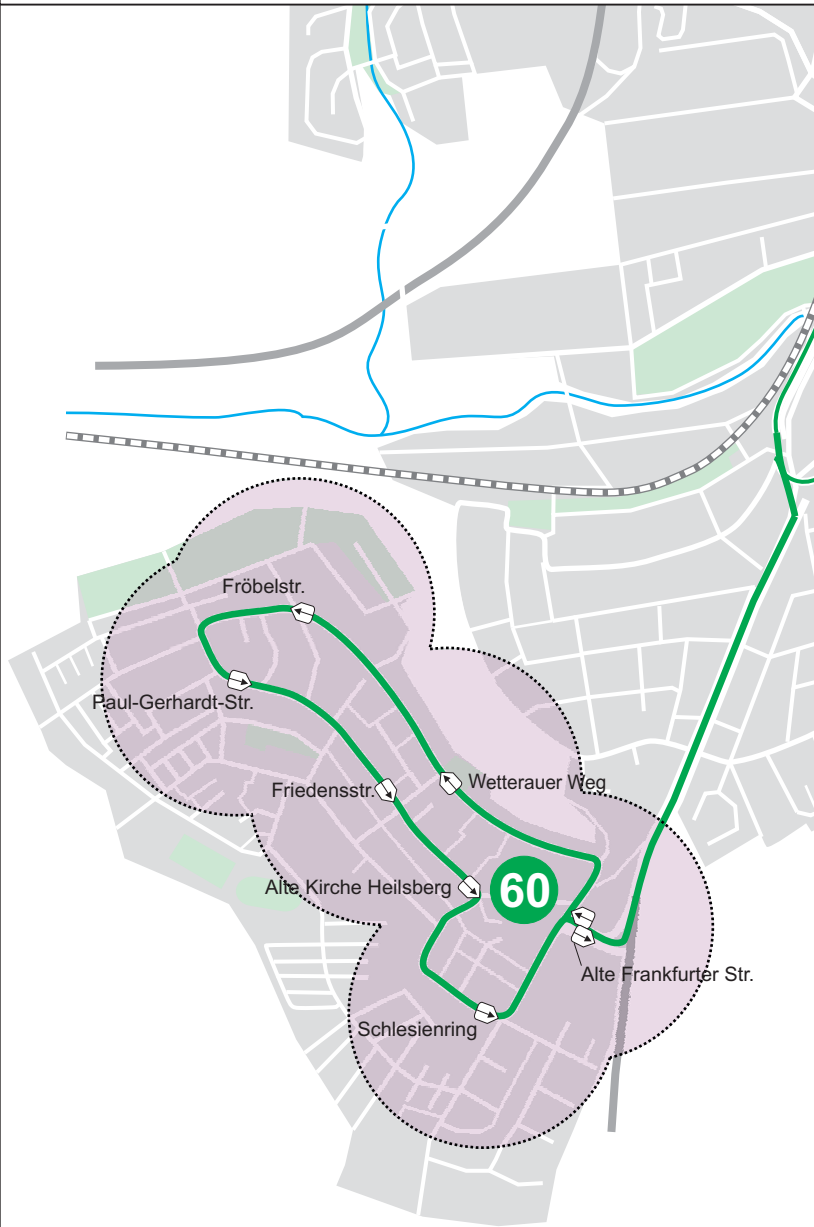 Fröbelstr.
Paul-Gerhardt-Str.
Wetterauer Weg
Friedensstr.
Alte Kirche Heilsberg
60
Alte Frankfurter Str.
Schlesienring